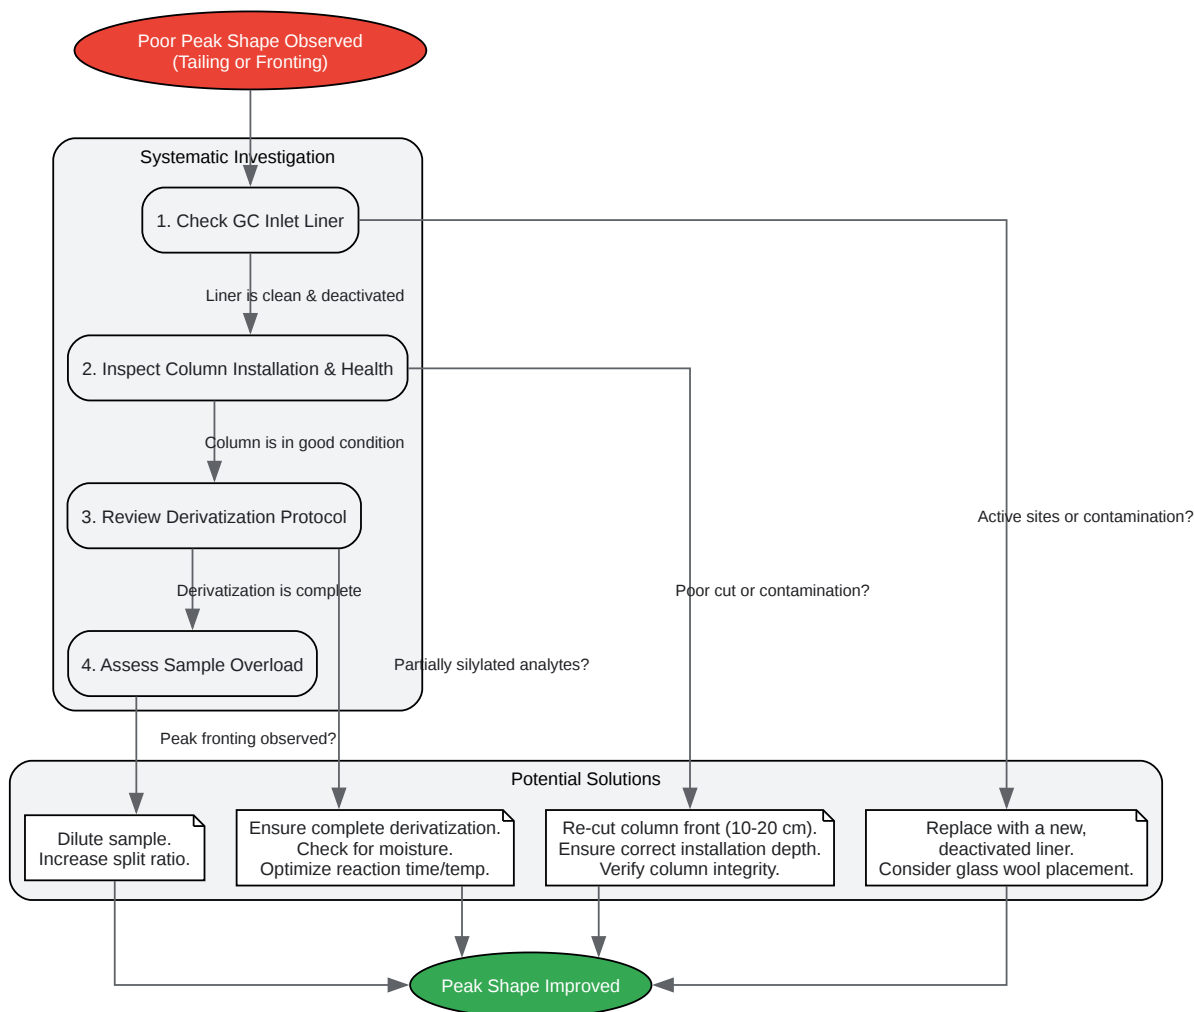 Poor Peak Shape Observed
(Tailing or Fronting)
Systematic Investigation
1. Check GC Inlet Liner
Liner is clean & deactivated
2. Inspect Column Installation & Health
Column is in good condition
3. Review Derivatization Protocol
Active sites or contamination?
Derivatization is complete
Poor cut or contamination?
4. Assess Sample Overload
Partially silylated analytes?
Peak fronting observed?
Potential Solutions
Dilute sample.
Increase split ratio.
Ensure complete derivatization.
Check for moisture.
Optimize reaction time/temp.
Re-cut column front (10-20 cm).
Ensure correct installation depth.
Verify column integrity.
Replace with a new,
deactivated liner.
Consider glass wool placement.
Peak Shape Improved